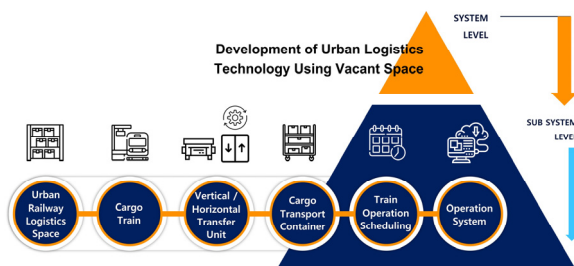 SYSTEM
LEVEL
Development of Urban Logistics
Technology Using Vacant Space
SUB SYSTEM
LEVEL
Urban
Railway
Logistics
Space
Cargo
Train
Vertical /
Horizontal
Transfer
Unit
Cargo
Transport
Container
Train
Operation
Scheduling
Operation
System